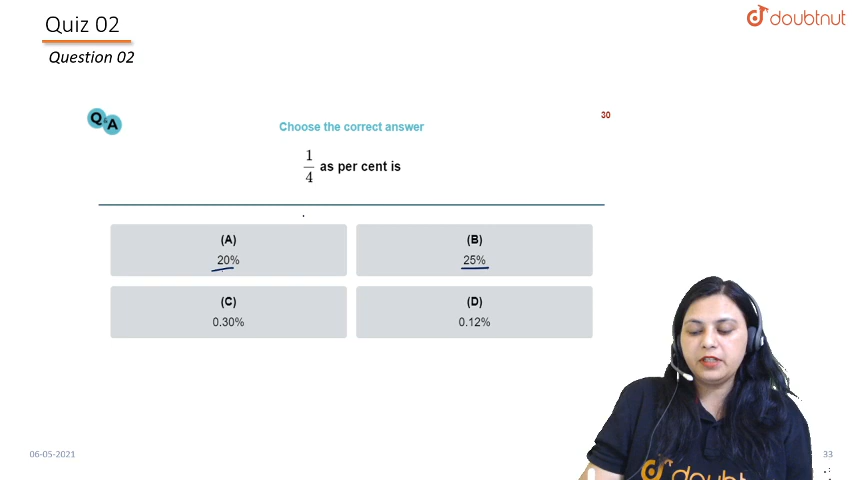 Quiz 02
doubtnut
Question 02
Q & A
30
Choose the correct answer
1/4 as per cent is
(A)
20%
(B)
25%
(C)
0.30%
(D)
0.12%
doubtnut
06-05-2021
33